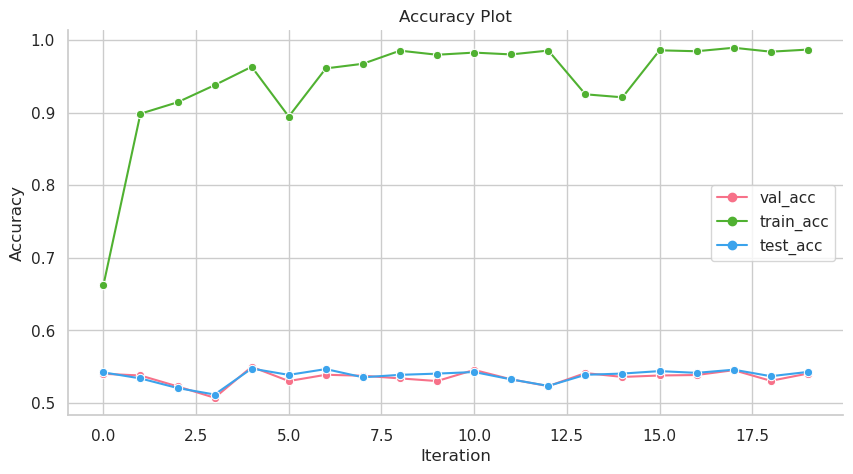 Accuracy Plot
1.0
0.9
0.8
0.7
0.6
0.5
Accuracy
val_acc
train_acc
test_acc
0.0 2.5 5.0 7.5 10.0 12.5 15.0 17.5
Iteration